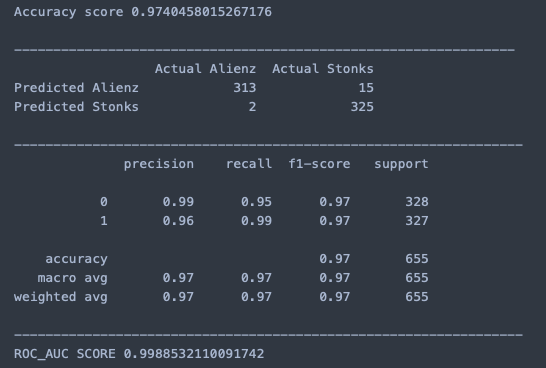 Accuracy score 0.9740458015267176
----------------------------------------------------------------
Actual Alienz Actual Stonks
Predicted Alienz 313 15
Predicted Stonks 2 325
-----------------------------------------------------------------
precision recall f1-score support
0 0.99 0.95 0.97 328
1 0.96 0.99 0.97 327
accuracy 0.97 655
macro avg 0.97 0.97 0.97 655
weighted avg 0.97 0.97 0.97 655
-----------------------------------------------------------------
ROC_AUC SCORE 0.9988532110091742